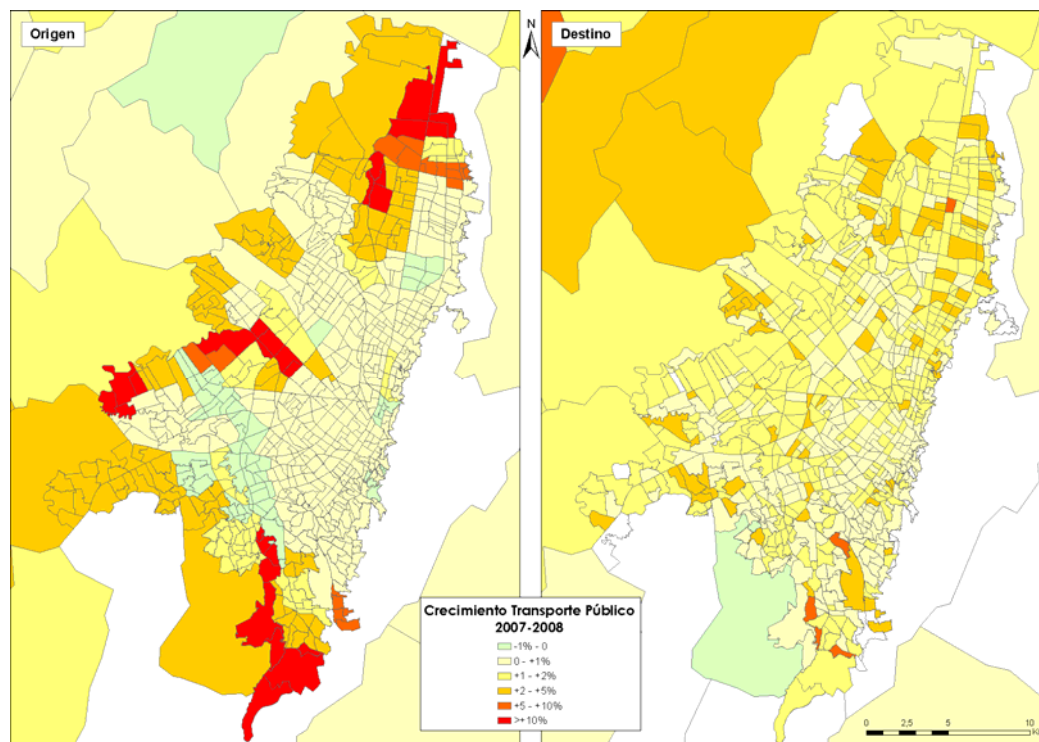 Origen
N
Destino
Crecimiento Transporte Público
2007-2008
-1% - 0
0 - +1%
+1 - +2%
+2 - +5%
+5 - +10%
>+10%
0 2,5 5 10